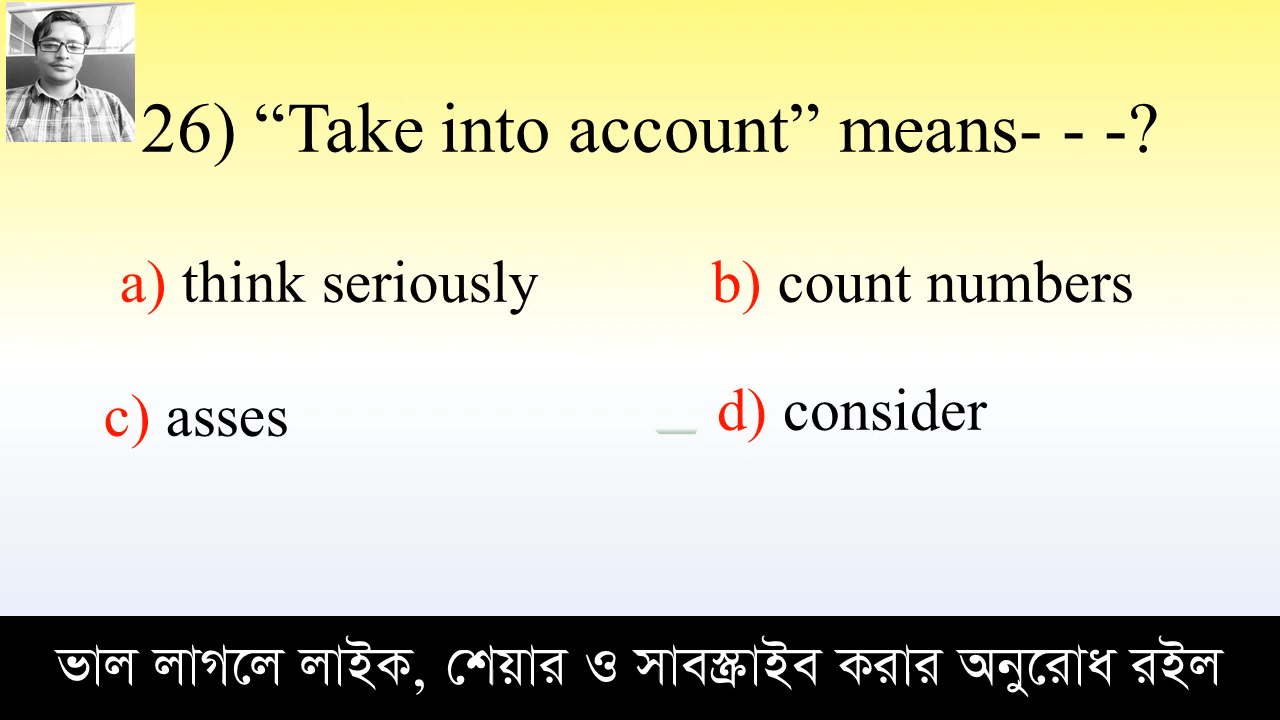 26) “Take into account” means- - -?
a) think seriously b) count numbers
c) asses d) consider
ভাল লাগলে লাইক, শেয়ার ও সাবস্ক্রাইব করার অনুরোধ রইল